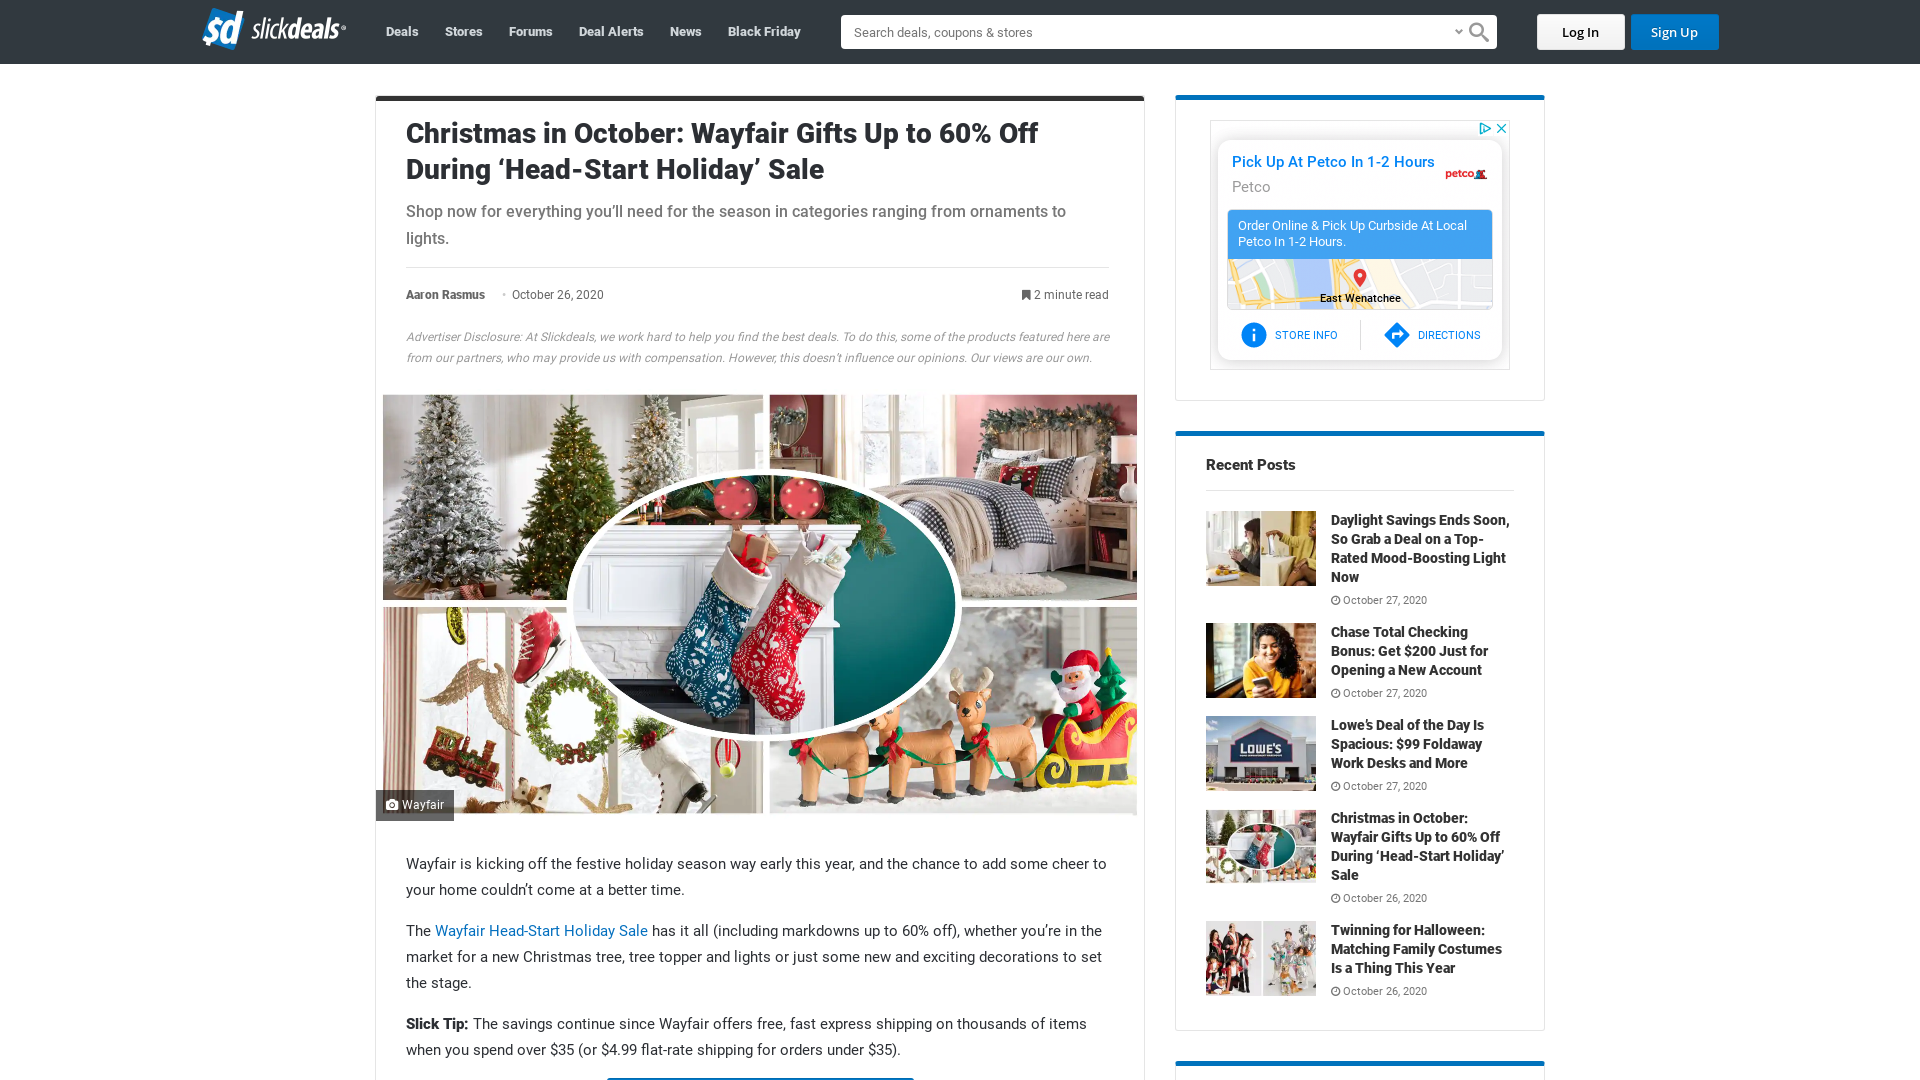 $d slickdeals
Deals
Stores
Forums
Deal Alerts
News
Black Friday
Search deals, coupons & stores
Log In
Sign Up
Christmas in October: Wayfair Gifts Up to 60% Off
During ‘Head-Start Holiday’ Sale
Shop now for everything you’ll need for the season in categories ranging from ornaments to
lights.
Aaron Rasmus
October 26, 2020
2 minute read
Advertiser Disclosure: At Slickdeals, we work hard to help you find the best deals. To do this, some of the products featured here are
from our partners, who may provide us with compensation. However, this doesn’t influence our opinions. Our views are our own.
Wayfair
Wayfair is kicking off the festive holiday season way early this year, and the chance to add some cheer to
your home couldn’t come at a better time.
The Wayfair Head-Start Holiday Sale has it all (including markdowns up to 60% off), whether you’re in the
market for a new Christmas tree, tree topper and lights or just some new and exciting decorations to set
the stage.
Slick Tip: The savings continue since Wayfair offers free, fast express shipping on thousands of items
when you spend over $35 (or $4.99 flat-rate shipping for orders under $35).
Pick Up At Petco In 1-2 Hours
Petco
petco
Order Online & Pick Up Curbside At Local
Petco In 1-2 Hours.
East Wenatchee
STORE INFO
DIRECTIONS
Recent Posts
Daylight Savings Ends Soon,
So Grab a Deal on a Top-
Rated Mood-Boosting Light
Now
October 27, 2020
Chase Total Checking
Bonus: Get $200 Just for
Opening a New Account
October 27, 2020
LOWE'S
Lowe’s Deal of the Day Is
Spacious: $99 Foldaway
Work Desks and More
October 27, 2020
Christmas in October:
Wayfair Gifts Up to 60% Off
During ‘Head-Start Holiday’
Sale
October 26, 2020
Twinning for Halloween:
Matching Family Costumes
Is a Thing This Year
October 26, 2020